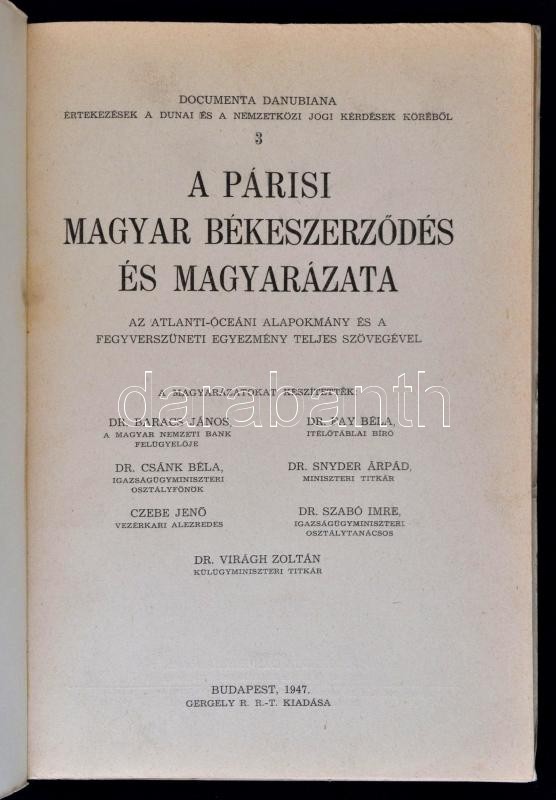 DOCUMENTA DANUBIANA
ÉRTEKEZÉSEK A DUNAI ÉS A NEMZETKÖZI JOGI KÉRDÉSEK KÖRÉBŐL
3
A PÁRISI
MAGYAR BÉKESZERZŐDÉS
ÉS MAGYARÁZATA
AZ ATLANTI-ÓCEÁNI ALAPOKMÁNY ÉS A
FEGYVERSZÜNETI EGYEZMÉNY TELJES SZÖVEGÉVEL
A MAGYARÁZATOKAT KÉSZÍTETTÉK
darabanth
DR. BARACS JÁNOS,
A MAGYAR NEMZETI BANK
FELÜGYELŐJE
DR. FAY BÉLA,
ITÉLŐTÁBLAI BÍRÓ
DR. CSÁNK BÉLA,
IGAZSÁGÜGYMINISZTERI
OSZTÁLYFŐNÖK
DR. SNYDER ÁRPÁD,
MINISZTERI TITKÁR
CZEBE JENŐ
VEZÉRKARI ALEZREDES
DR. SZABÓ IMRE,
IGAZSÁGÜGYMINISZTERI
OSZTÁLYTANÁCSOS
DR. VIRÁGH ZOLTÁN
KÜLÜGYMINISZTERI TITKÁR
BUDAPEST, 1947.
GERGELY R. R.-T. KIADÁSA